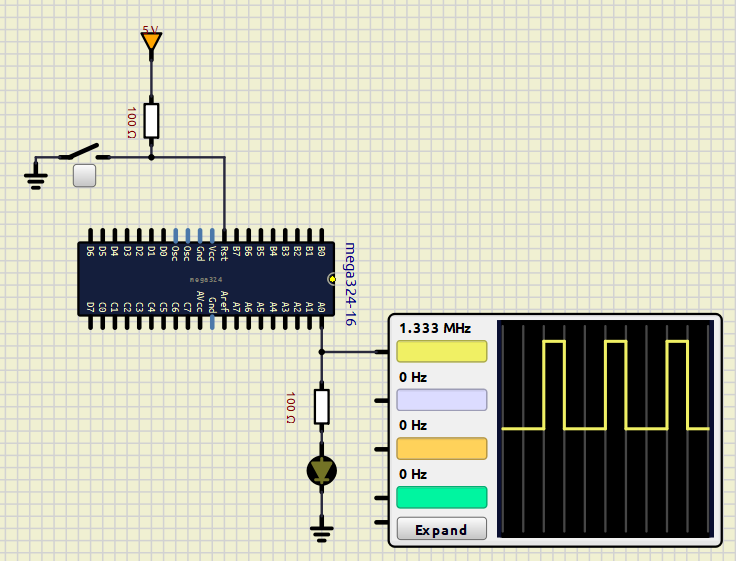 5 V
100 Ω
D6 D5 D4 D3 D2 D1 D0 Osc Osc Gnd Vcc Rst B7 B6 B5 B4 B3 B2 B1 B0
mega324
mega324-16
D7 C0 C1 C2 C3 C4 C5 C6 C7 AVcc Gnd Aref A7 A6 A5 A4 A3 A2 A1 A0
1.333 MHz
0 Hz
100 Ω
0 Hz
0 Hz
Expand